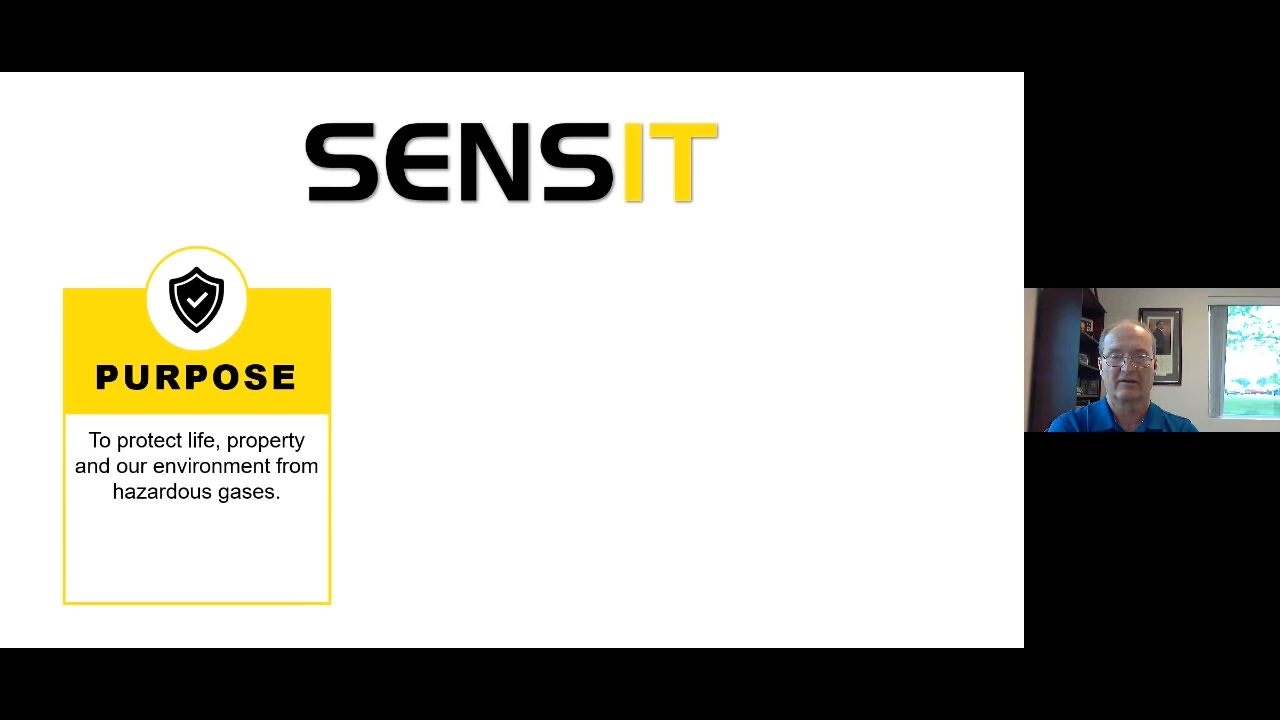 SENSIT
PURPOSE
To protect life, property
and our environment from
hazardous gases.